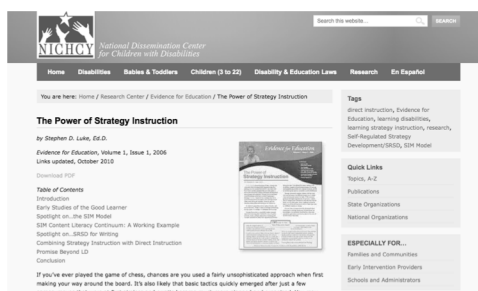 Search this website...
SEARCH
NICHCY
National Dissemination Center
for Children with Disabilities
Home Disabilities Babies & Toddlers Children (3 to 22) Disability & Education Laws Research En Español
You are here: Home / Research Center / Evidence for Education / The Power of Strategy Instruction
The Power of Strategy Instruction
by Stephen D. Luke, Ed.D.
Evidence for Education, Volume 1, Issue 1, 2006
Links updated, October 2010
Download PDF
Table of Contents
Introduction
Early Studies of the Good Learner
Spotlight on...the SIM Model
SIM Content Literacy Continuum: A Working Example
Spotlight on..SRSD for Writing
Combining Strategy Instruction with Direct Instruction
Promise Beyond LD
Conclusion
If you've ever played the game of chess, chances are you used a fairly unsophisticated approach when first
making your way around the board. It's also likely that basic tactics quickly emerged after just a few
Evidence for Education
The Power of
Strategy Instruction
Tags
direct instruction, Evidence for
Education, learning disabilities,
learning strategy instruction, research,
Self-Regulated Strategy
Development/SRSD, SIM Model
Quick Links
Topics, A-Z
Publications
State Organizations
National Organizations
ESPECIALLY FOR...
Families and Communities
Early Intervention Providers
Schools and Administrators